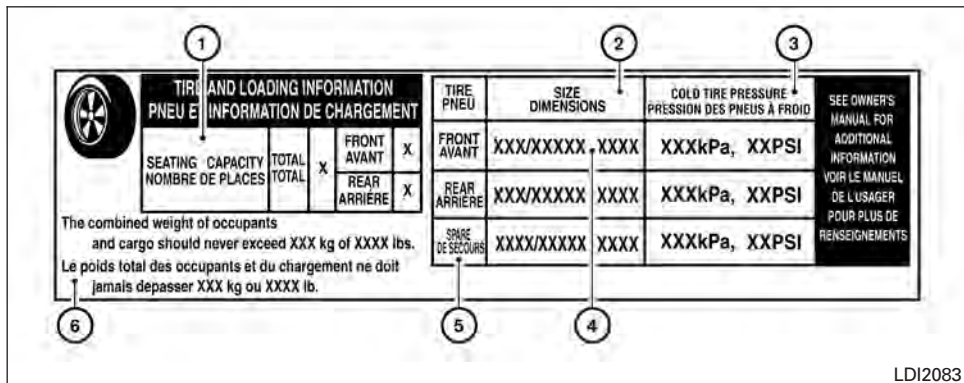 1
2
3
TIRE AND LOADING INFORMATION
PNEU ET INFORMATION DE CHARGEMENT
SEATING CAPACITY
NOMBRE DE PLACES
TOTAL
TOTAL
X
FRONT
AVANT
X
REAR
ARRIÈRE
X
The combined weight of occupants
and cargo should never exceed XXX kg of XXXX lbs.
Le poids total des occupants et du chargement ne doit
jamais depasser XXX kg ou XXXX lb.
TIRE
PNEU
SIZE
DIMENSIONS
COLD TIRE PRESSURE
PRESSION DES PNEUS À FROID
FRONT
AVANT
XXX/XXXXX XXXX
XXXkPa, XXPSI
REAR
ARRIÈRE
XXX/XXXXX XXXX
XXXkPa, XXPSI
SPARE
DE SECOURS
XXXX/XXXXX XXXX
XXXkPa, XXPSI
SEE OWNER'S
MANUAL FOR
ADDITIONAL
INFORMATION
VOIR LE MANUEL
DE L'USAGER
POUR PLUS DE
RENSEIGNEMENTS
6
5
4
LDI2083